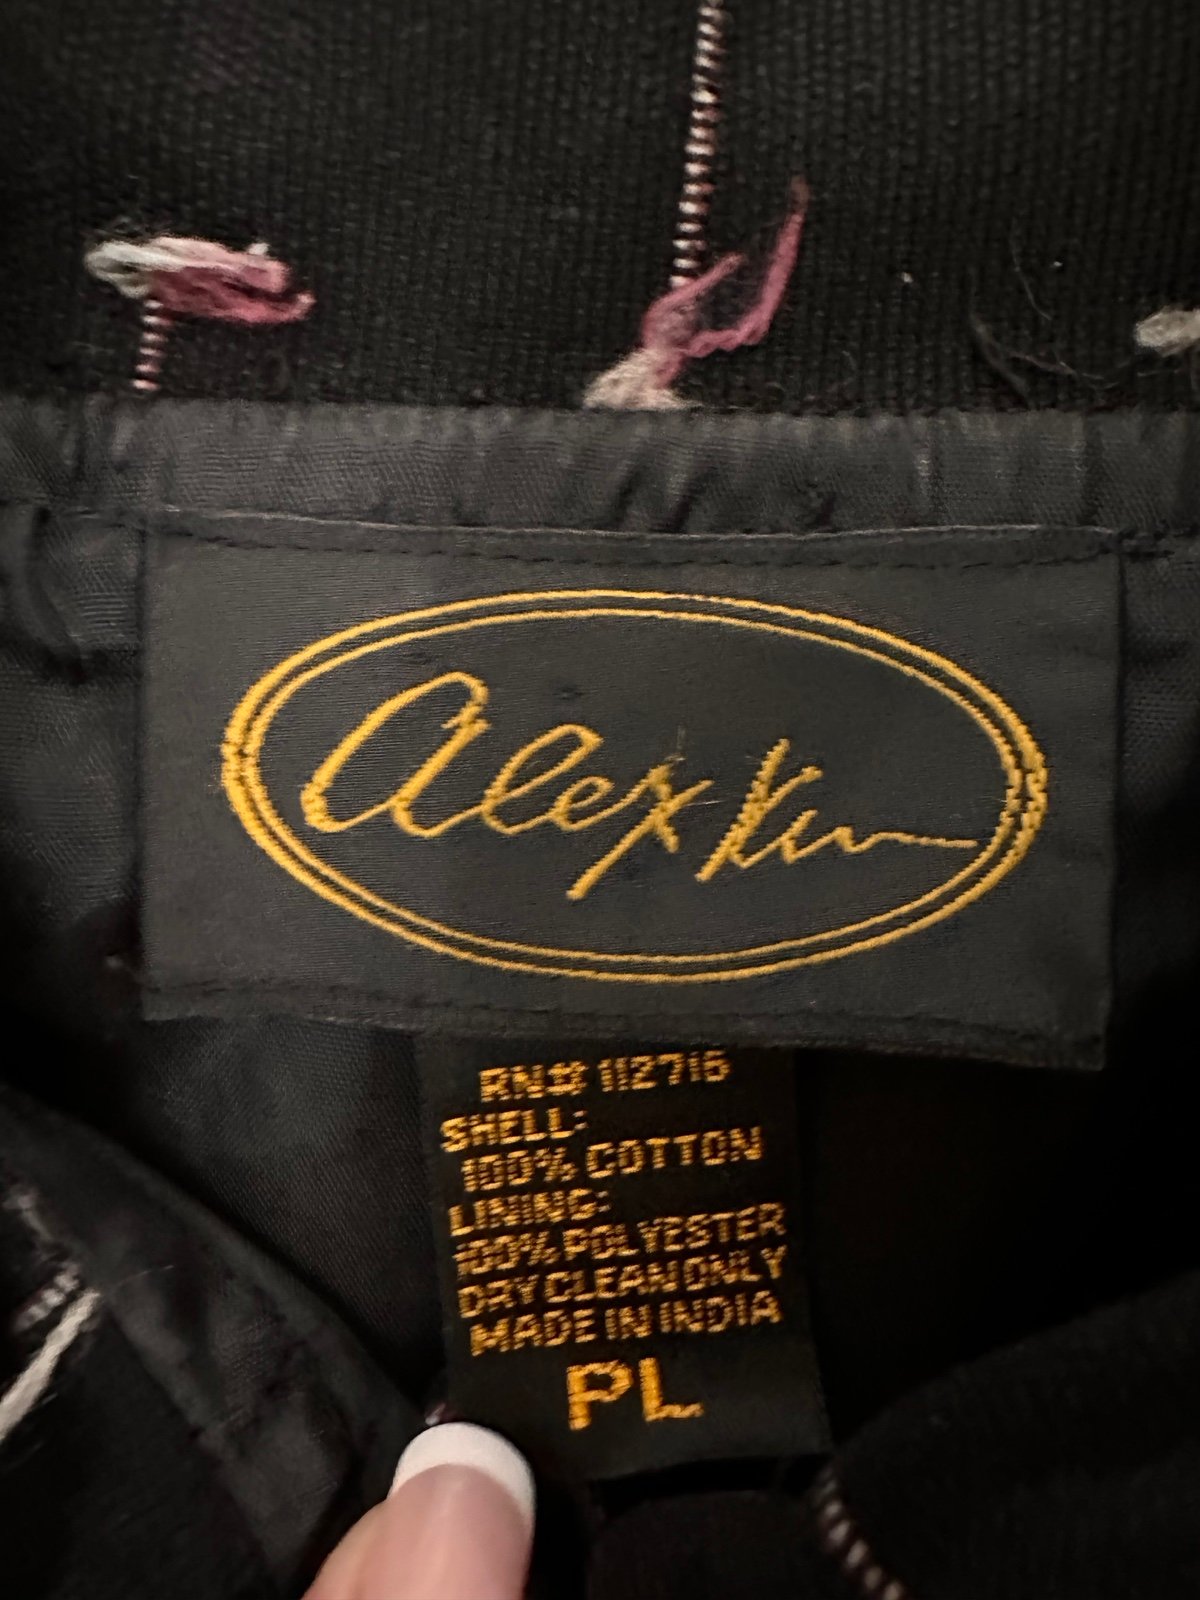 Alex Kim
RN# 112716
SHELL:
100% COTTON
LINING:
100% POLYESTER
DRY CLEAN ONLY
MADE IN INDIA
PL